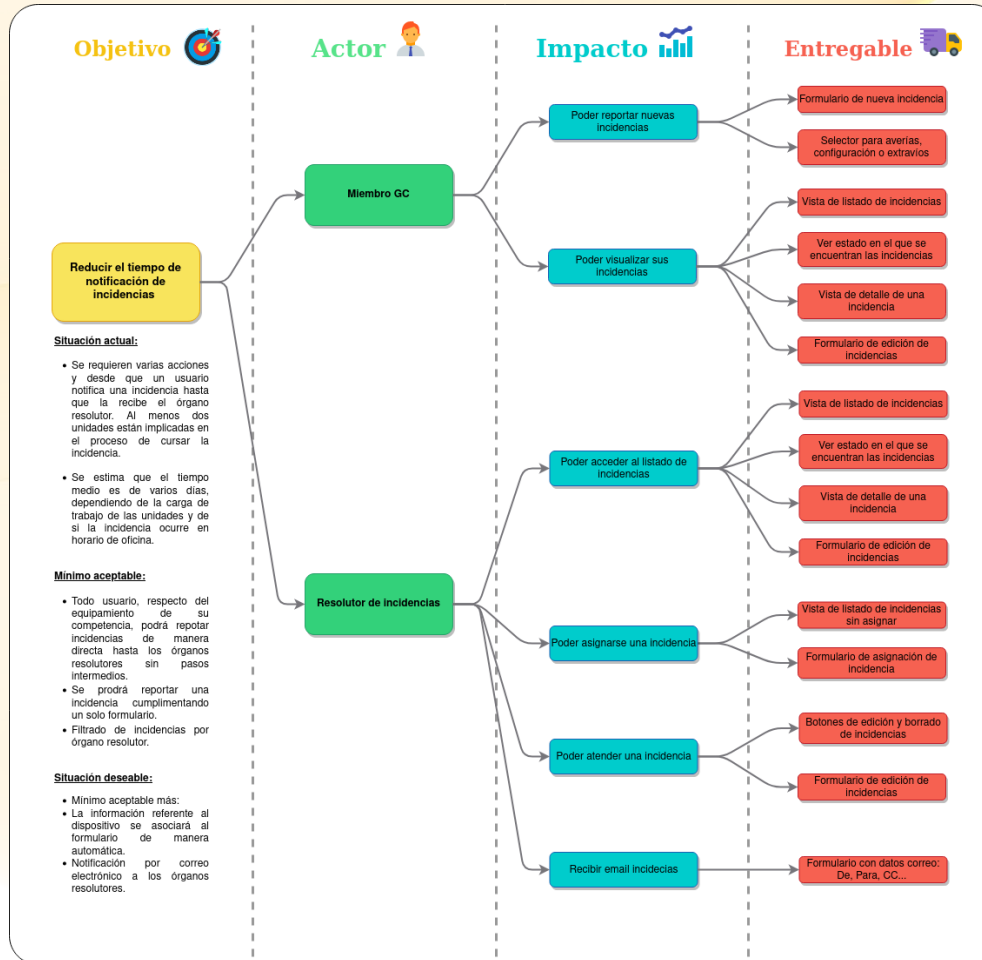 Objetivo
Actor
Impacto
Entregable
Reducir el tiempo de
notificación de
incidencias
Situación actual:
• Se requieren varias acciones
y desde que un usuario
notifica una incidencia hasta
que la recibe el órgano
resolutor. Al menos dos
unidades están implicadas en
el proceso de cursar la
incidencia.
• Se estima que el tiempo
medio es de varios días,
dependiendo de la carga de
trabajo de las unidades y de
si la incidencia ocurre en
horario de oficina.
Mínimo aceptable:
• Todo usuario, respecto del
equipamiento de su
competencia, podrá repotar
incidencias de manera
directa hasta los órganos
resolutores sin pasos
intermedios.
• Se prodrá reportar una
incidencia cumplimentando
un solo formulario.
• Filtrado de incidencias por
órgano resolutor.
Situación deseable:
• Mínimo aceptable más:
• La información referente al
dispositivo se asociará al
formulario de manera
automática.
• Notificación por correo
electrónico a los órganos
resolutores.
Miembro GC
Resolutor de incidencias
Poder reportar nuevas
incidencias
Poder visualizar sus
incidencias
Poder acceder al listado de
incidencias
Poder asignarse una incidencia
Poder atender una incidencia
Recibir email incidecias
Formulario de nueva incidencia
Selector para averías,
configuración o extravíos
Vista de listado de incidencias
Ver estado en el que se
encuentran las incidencias
Vista de detalle de una
incidencia
Formulario de edición de
incidencias
Vista de listado de incidencias
Ver estado en el que se
encuentran las incidencias
Vista de detalle de una
incidencia
Formulario de edición de
incidencias
Vista de listado de incidencias
sin asignar
Formulario de asignación de
incidencia
Botones de edición y borrado
de incidencias
Formulario de edición de
incidencias
Formulario con datos correo:
De, Para, CC...